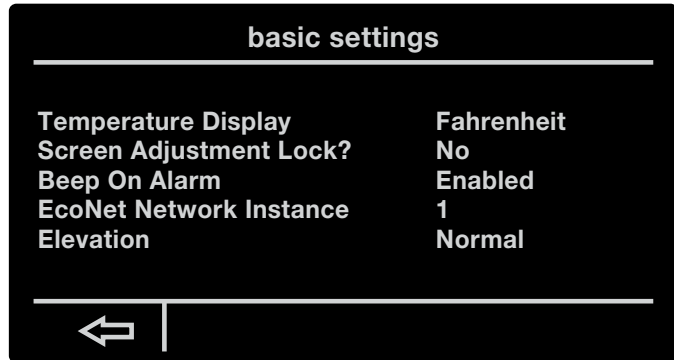 basic settings
Temperature Display Fahrenheit
Screen Adjustment Lock? No
Beep On Alarm Enabled
EcoNet Network Instance 1
Elevation Normal